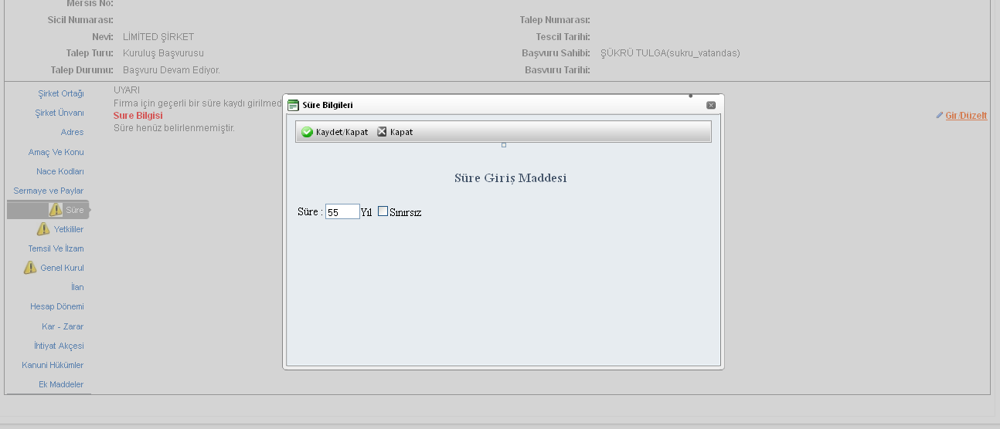 Mersis No:
Sicil Numarası: Talep Numarası:
Nevi: LİMİTED ŞİRKET Tescil Tarihi:
Talep Turu: Kuruluş Başvurusu Başvuru Sahibi: ŞÜKRÜ TULGA(sukru_vatandas)
Talep Durumu: Başvuru Devam Ediyor. Basvuru Tarihi:
UYARI
Firma için geçerli bir süre kaydı girilmed
Sure Bilgisi Gir/Düzelt
Süre henüz belirlenmemiştir.
Şirket Ortağı
Şirket Ünvanı
Adres
Amaç Ve Konu
Nace Kodları
Sermaye ve Paylar
Süre
Yetkililer
Temsil Ve İlzam
Genel Kurul
İlan
Hesap Dönemi
Kar - Zarar
İhtiyat Akçesi
Kanuni Hükümler
Ek Maddeler
Süre Bilgileri
Kaydet/Kapat Kapat
Süre Giriş Maddesi
Süre : 55 Yıl Sınırsız